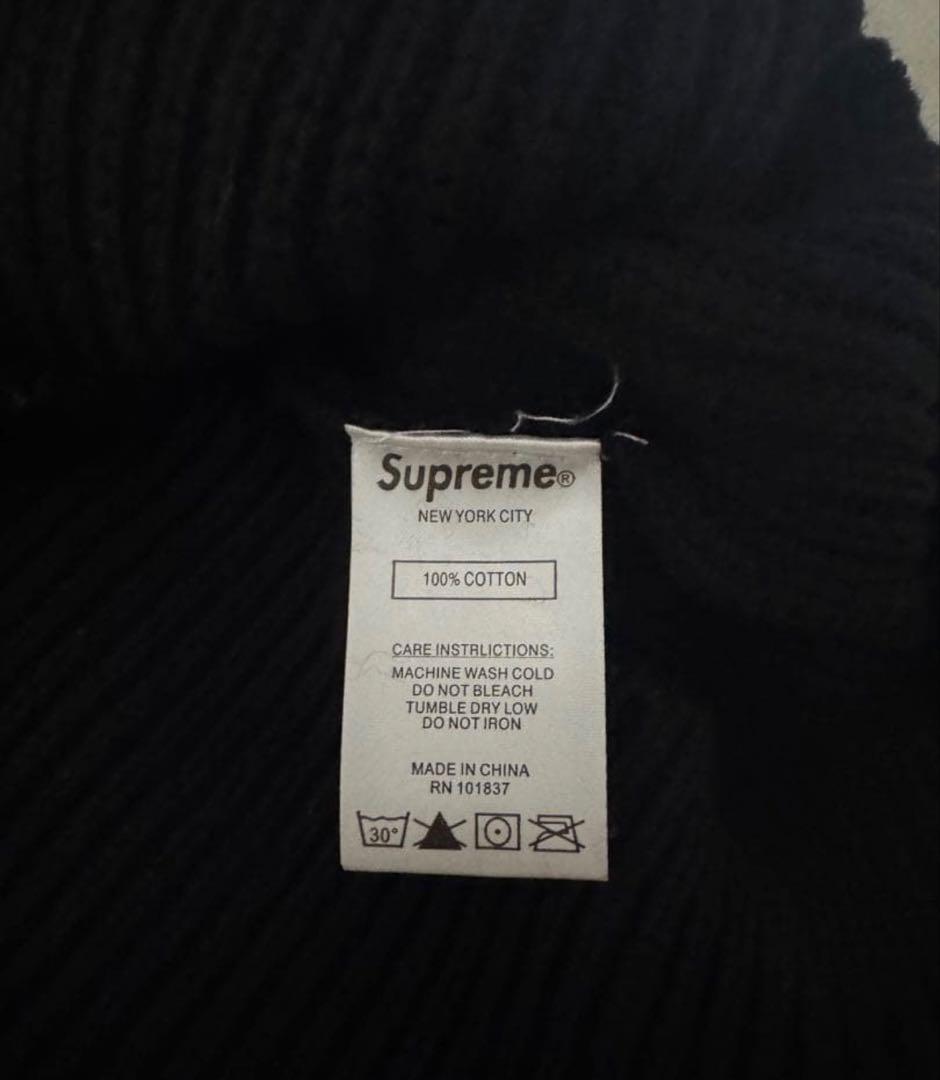 Supreme®
NEW YORK CITY
100% COTTON
CARE INSTRLICTIONS:
MACHINE WASH COLD
DO NOT BLEACH
TUMBLE DRY LOW
DO NOT IRON
MADE IN CHINA
RN 101837
30°